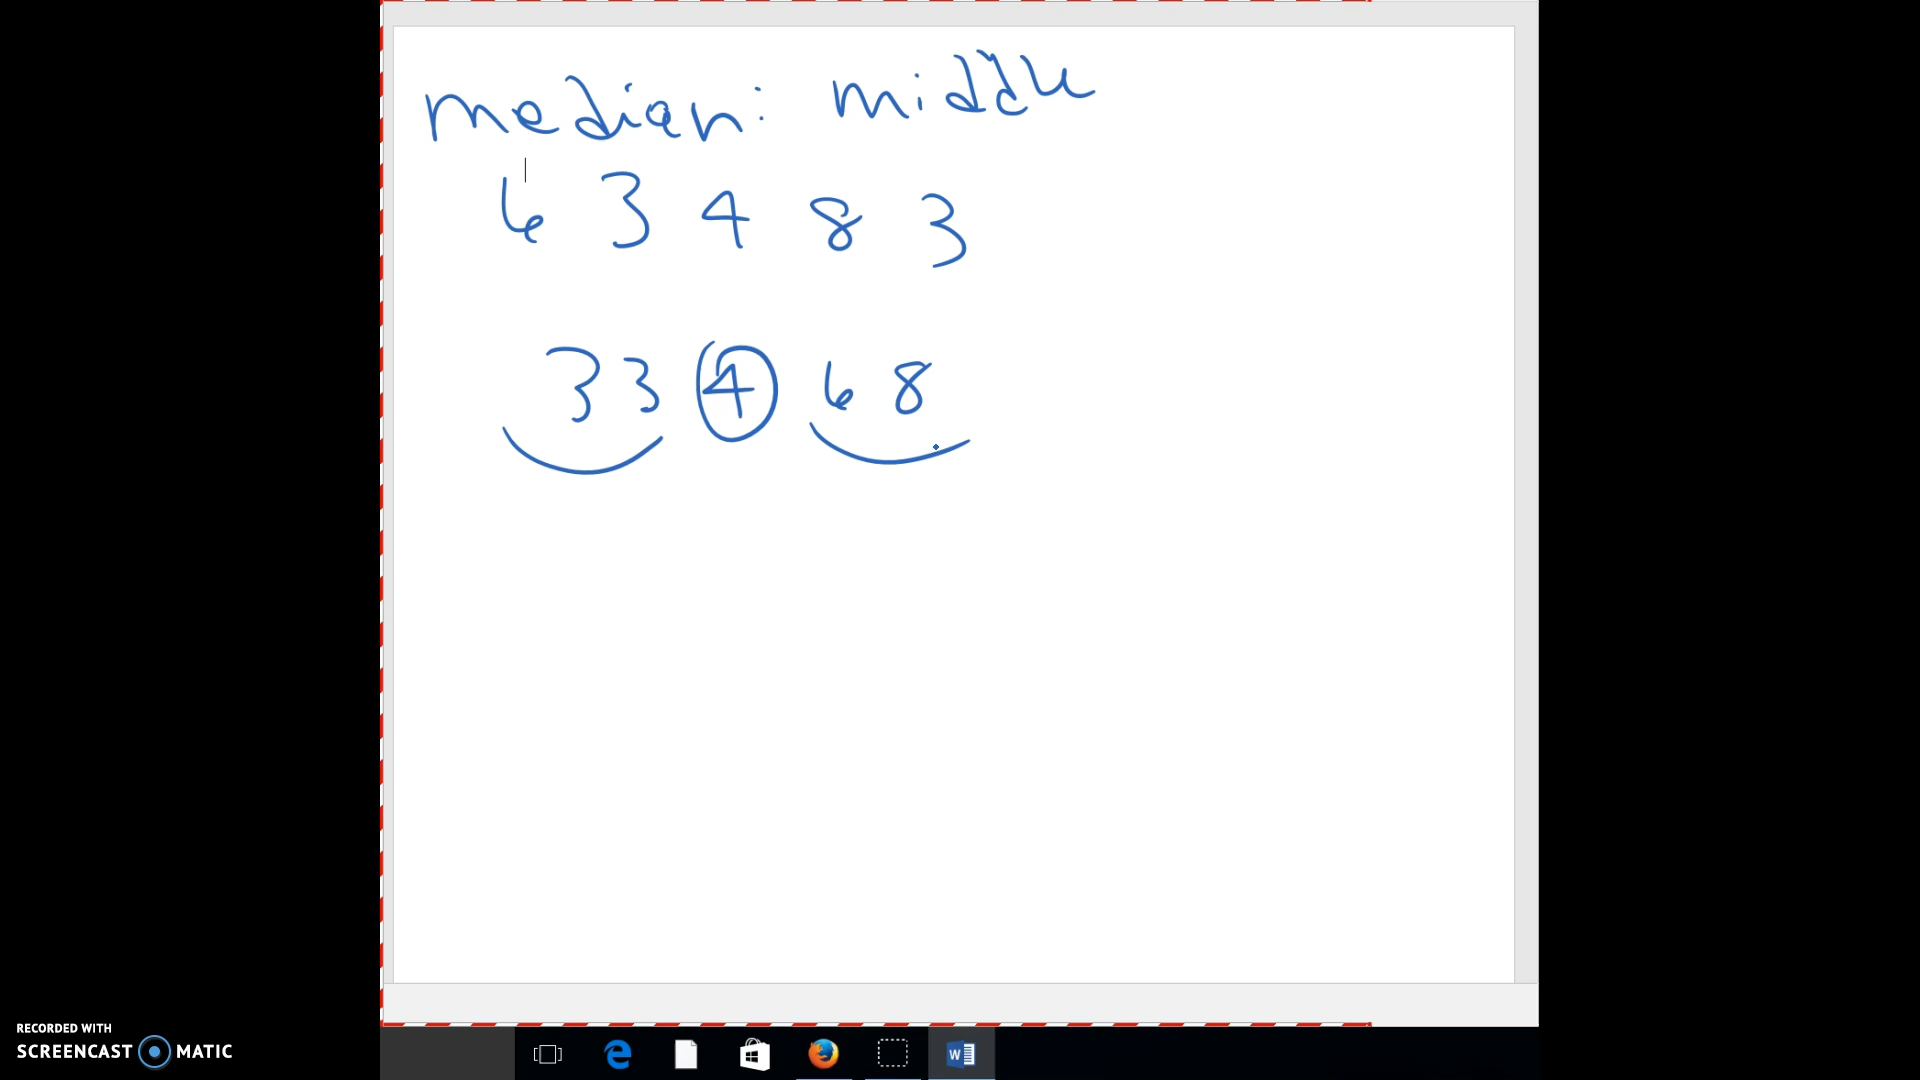 median: middle
6 3 4 8 3
3 3 4 6 8
RECORDED WITH
SCREENCAST MATIC